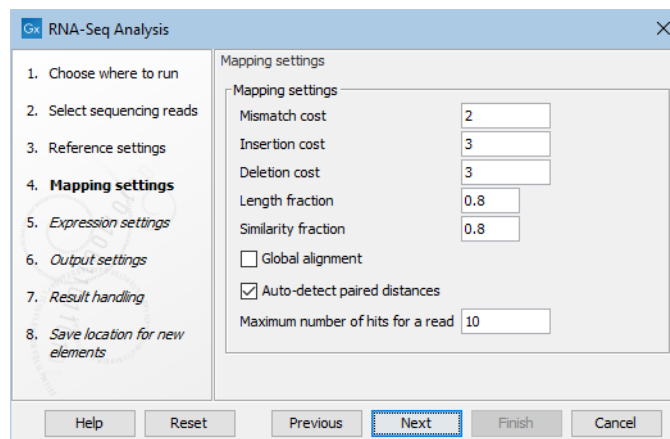 Gx RNA-Seq Analysis
1. Choose where to run
2. Select sequencing reads
3. Reference settings
4. Mapping settings
5. Expression settings
6. Output settings
7. Result handling
8. Save location for new
elements
Mapping settings
Mapping settings
Mismatch cost 2
Insertion cost 3
Deletion cost 3
Length fraction 0.8
Similarity fraction 0.8
Global alignment
Auto-detect paired distances
Maximum number of hits for a read 10
Help Reset Previous Next Finish Cancel